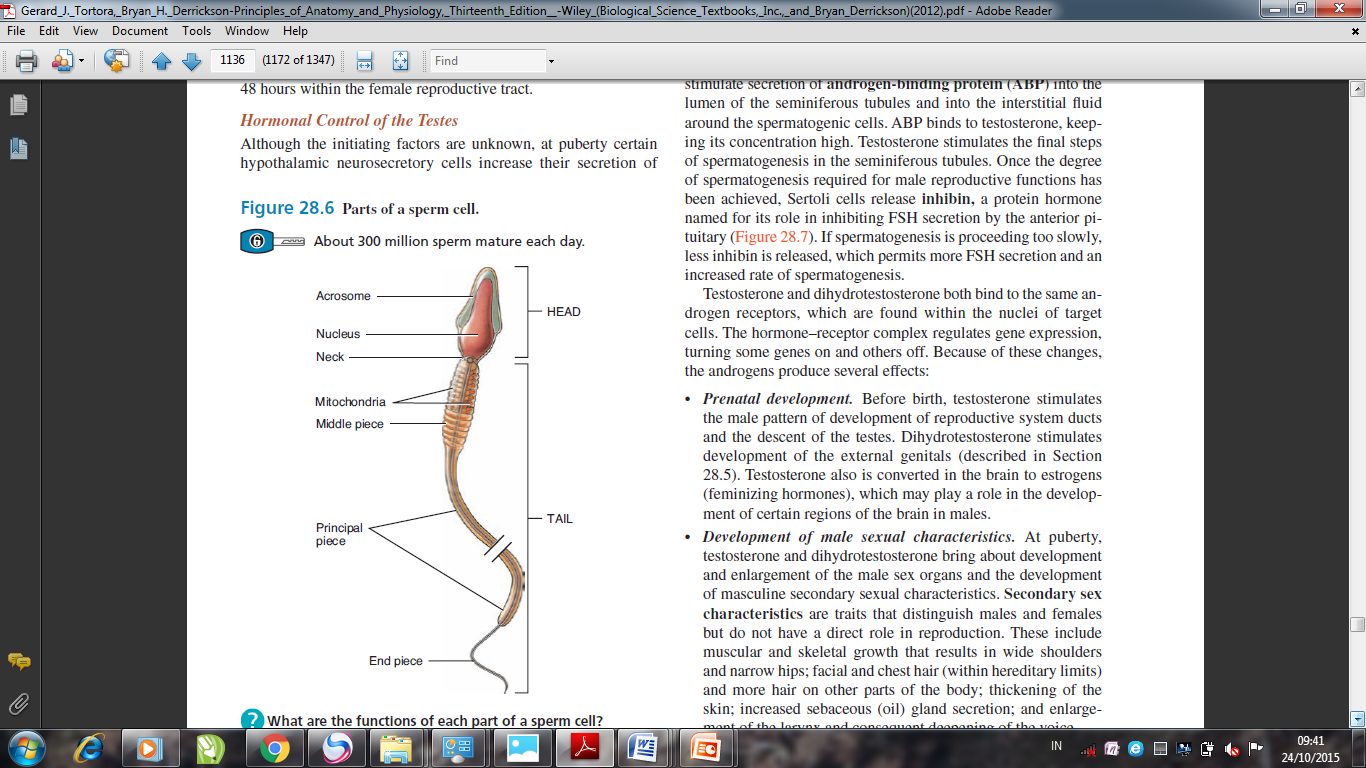 Gerard_J._Tortora,_Bryan_H._Derrickson-Principles_of_Anatomy_and_Physiology,_Thirteenth_Edition__-Wiley_(Biological_Science_Textbooks,_Inc.,_and_Bryan_Derrickson)(2012).pdf - Adobe Reader
File Edit View Document Tools Window Help
1136 (1172 of 1347) Find
48 hours within the female reproductive tract.
Hormonal Control of the Testes
Although the initiating factors are unknown, at puberty certain
hypothalamic neurosecretory cells increase their secretion of
Figure 28.6 Parts of a sperm cell.
About 300 million sperm mature each day.
Acrosome
Nucleus
Neck
Mitochondria
Middle piece
Principal
piece
End piece
HEAD
TAIL
? What are the functions of each part of a sperm cell?
stimulate secretion of androgen-binding protein (ABP) into the
lumen of the seminiferous tubules and into the interstitial fluid
around the spermatogenic cells. ABP binds to testosterone, keep-
ing its concentration high. Testosterone stimulates the final steps
of spermatogenesis in the seminiferous tubules. Once the degree
of spermatogenesis required for male reproductive functions has
been achieved, Sertoli cells release inhibin, a protein hormone
named for its role in inhibiting FSH secretion by the anterior pi-
tuitary (Figure 28.7). If spermatogenesis is proceeding too slowly,
less inhibin is released, which permits more FSH secretion and an
increased rate of spermatogenesis.
Testosterone and dihydrotestosterone both bind to the same an-
drogen receptors, which are found within the nuclei of target
cells. The hormone–receptor complex regulates gene expression,
turning some genes on and others off. Because of these changes,
the androgens produce several effects:
• Prenatal development. Before birth, testosterone stimulates
the male pattern of development of reproductive system ducts
and the descent of the testes. Dihydrotestosterone stimulates
development of the external genitals (described in Section
28.5). Testosterone also is converted in the brain to estrogens
(feminizing hormones), which may play a role in the develop-
ment of certain regions of the brain in males.
• Development of male sexual characteristics. At puberty,
testosterone and dihydrotestosterone bring about development
and enlargement of the male sex organs and the development
of masculine secondary sexual characteristics. Secondary sex
characteristics are traits that distinguish males and females
but do not have a direct role in reproduction. These include
muscular and skeletal growth that results in wide shoulders
and narrow hips; facial and chest hair (within hereditary limits)
and more hair on other parts of the body; thickening of the
skin; increased sebaceous (oil) gland secretion; and enlarge-
ment of the larynx and consequent deepening of the voice.
IN
09:41
24/10/2015